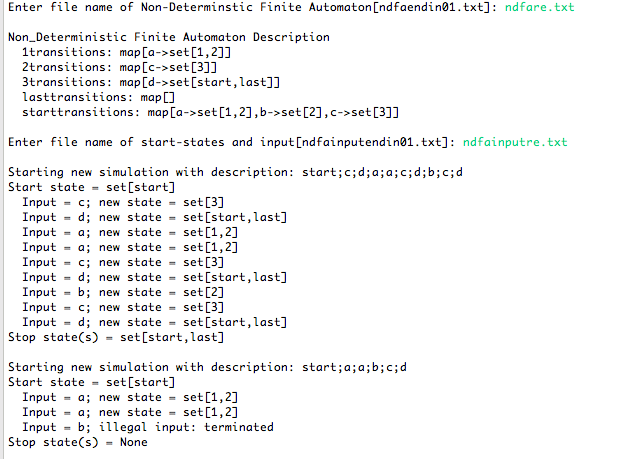 Enter file name of Non-Determinstic Finite Automaton[ndfaendin01.txt]: ndfare.txt
Non_Deterministic Finite Automaton Description
1transitions: map[a->set[1,2]]
2transitions: map[c->set[3]]
3transitions: map[d->set[start,last]]
lasttransitions: map[]
starttransitions: map[a->set[1,2],b->set[2],c->set[3]]
Enter file name of start-states and input[ndfainputendin01.txt]: ndfainputre.txt
Starting new simulation with description: start;c;d;a;a;c;d;b;c;d
Start state = set[start]
Input = c; new state = set[3]
Input = d; new state = set[start,last]
Input = a; new state = set[1,2]
Input = a; new state = set[1,2]
Input = c; new state = set[3]
Input = d; new state = set[start,last]
Input = b; new state = set[2]
Input = c; new state = set[3]
Input = d; new state = set[start,last]
Stop state(s) = set[start,last]
Starting new simulation with description: start;a;a;b;c;d
Start state = set[start]
Input = a; new state = set[1,2]
Input = a; new state = set[1,2]
Input = b; illegal input: terminated
Stop state(s) = None